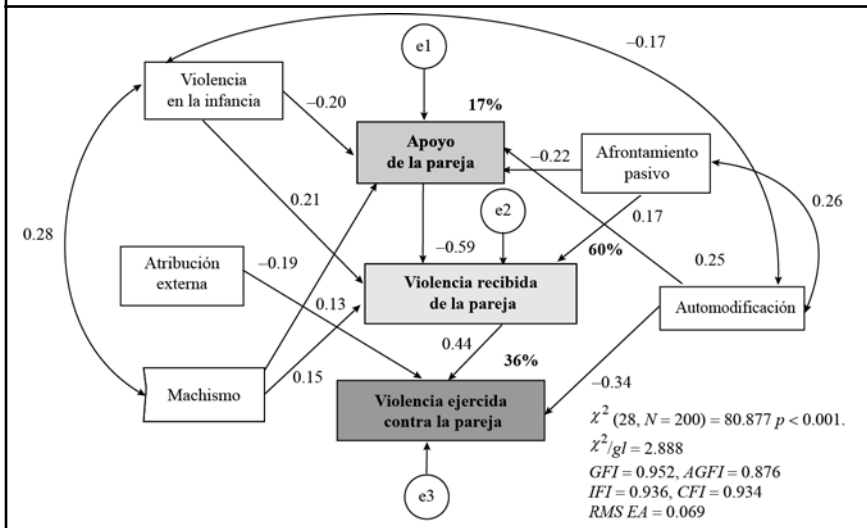 e1
−0.17
Violencia
en la infancia
−0.20
17%
Apoyo
de la pareja
−0.22
Afrontamiento
pasivo
0.28
0.21
e2
0.17
0.26
−0.59
60%
0.25
Atribución
externa
−0.19
0.13
Violencia recibida
de la pareja
Automodificación
0.44
36%
Machismo
0.15
−0.34
Violencia ejercida
contra la pareja
e3
χ² (28, N = 200) = 80.877 p < 0.001.
χ²/gl = 2.888
GFI = 0.952, AGFI = 0.876
IFI = 0.936, CFI = 0.934
RMS EA = 0.069